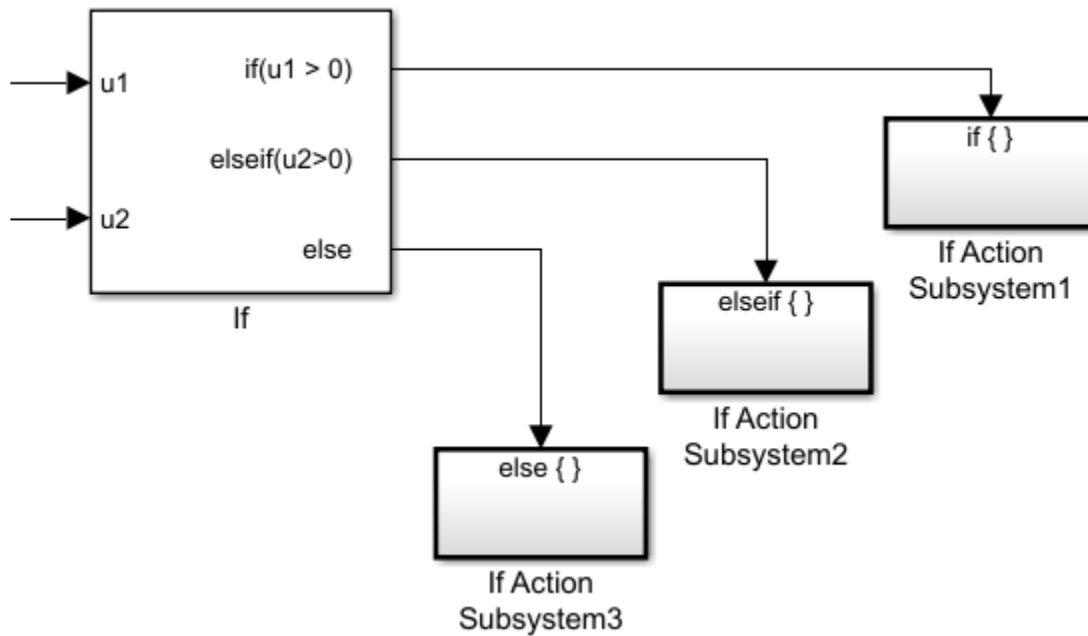 u1
if(u1 > 0)
elseif(u2>0)
u2
else
If
if { }
If Action
Subsystem1
elseif { }
If Action
Subsystem2
else { }
If Action
Subsystem3